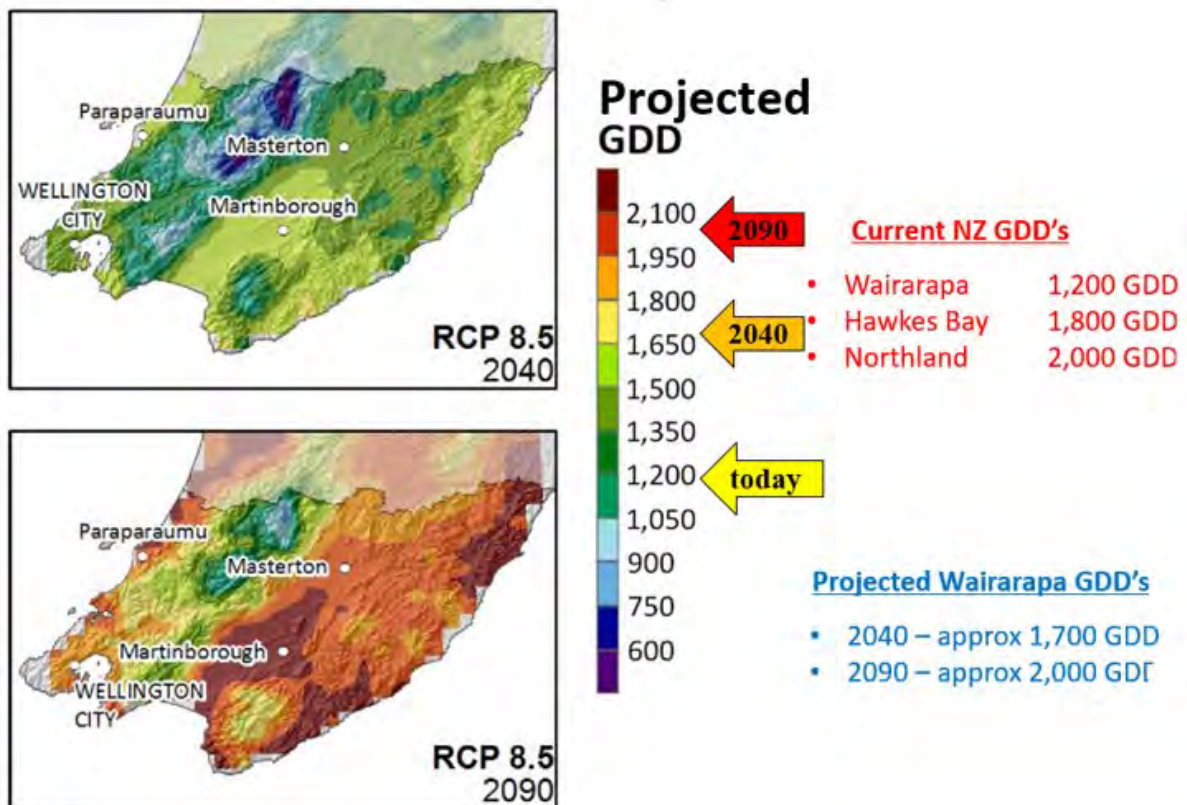 Paraparaumu
Masterton
WELLINGTON
CITY
Martinborough
RCP 8.5
2040
Paraparaumu
Masterton
Martinborough
WELLINGTON
CITY
RCP 8.5
2090
Projected
GDD
2,100
1,950
1,800
1,650
1,500
1,350
1,200
1,050
900
750
600
2090
2040
today
Current NZ GDD's
• Wairarapa 1,200 GDD
• Hawkes Bay 1,800 GDD
• Northland 2,000 GDD
Projected Wairarapa GDD's
• 2040 – approx 1,700 GDD
• 2090 – approx 2,000 GDD